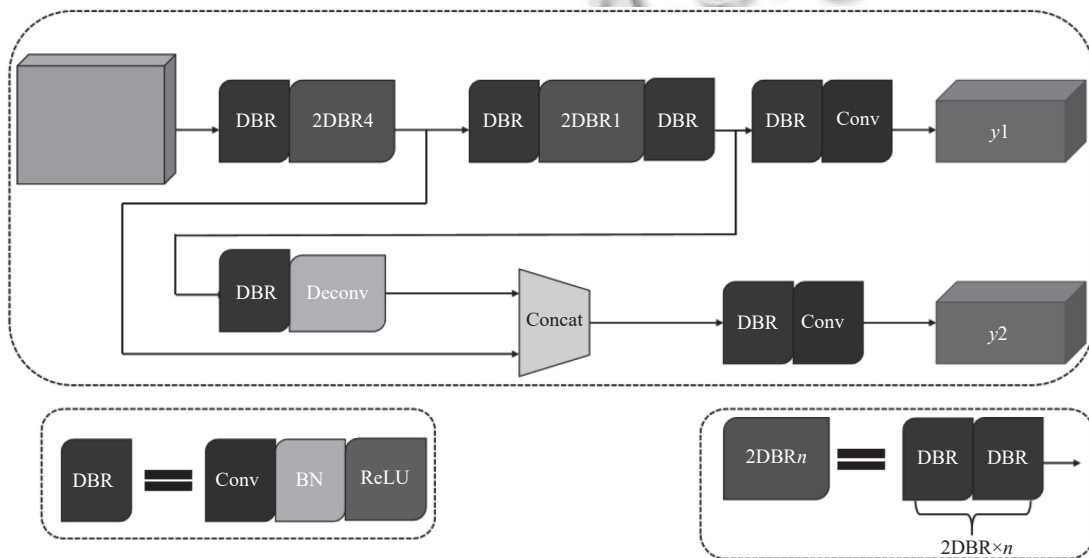 DBR 2DBR4 DBR 2DBR1 DBR DBR Conv y1
DBR Deconv Concat DBR Conv y2
DBR Conv BN ReLU
2DBRn DBR DBR
2DBR×n